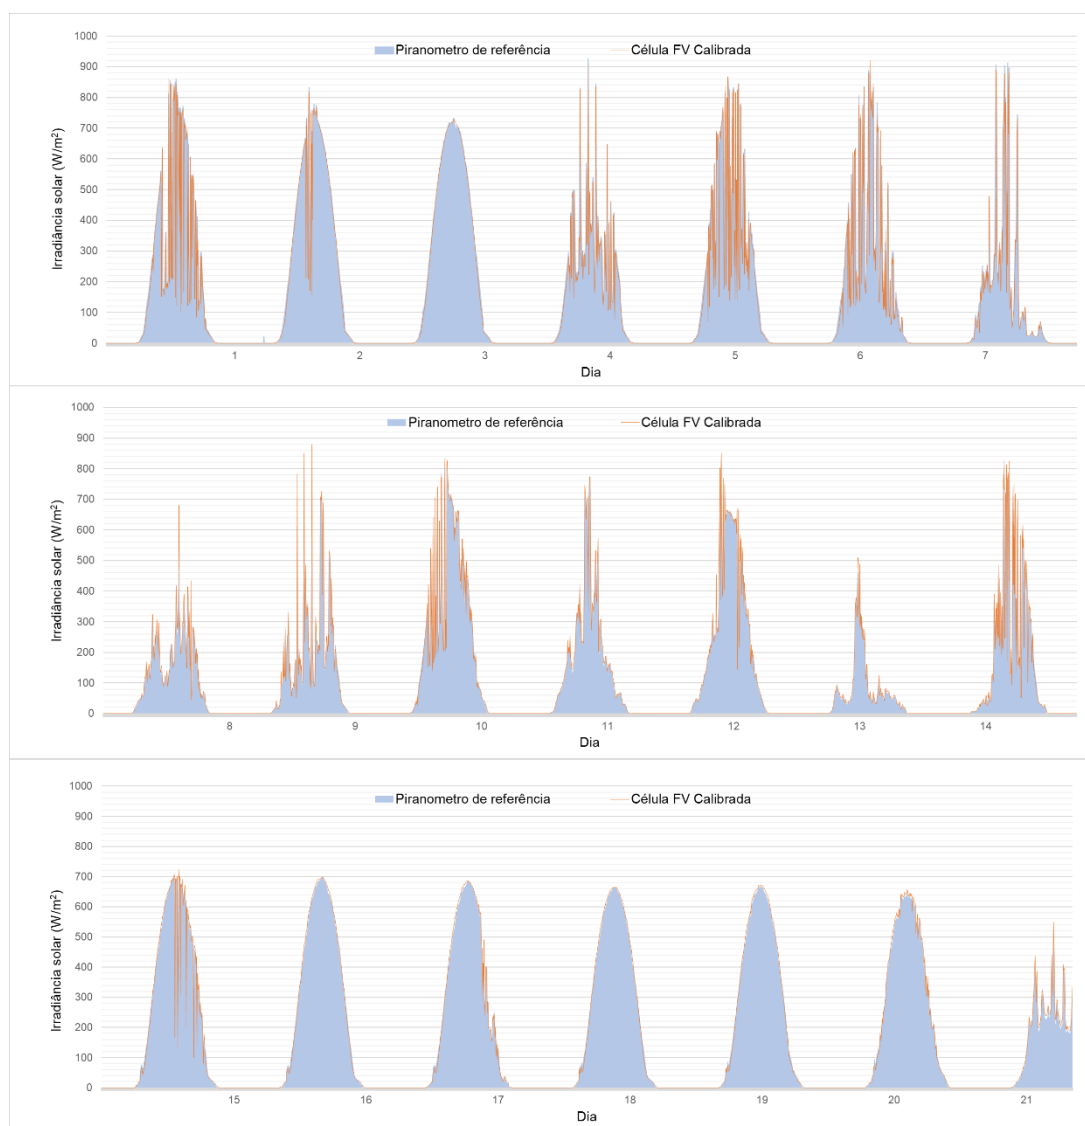 1000
Piranometro de referência
Célula FV Calibrada
900
800
700
600
500
400
300
200
100
0
Irradiância solar (W/m²)
1 2 3 4 5 6 7
Dia
1000
Piranometro de referência
Célula FV Calibrada
900
800
700
600
500
400
300
200
100
0
Irradiância solar (W/m²)
8 9 10 11 12 13 14
Dia
1000
Piranometro de referência
Célula FV Calibrada
900
800
700
600
500
400
300
200
100
0
Irradiância solar (W/m²)
15 16 17 18 19 20 21
Dia